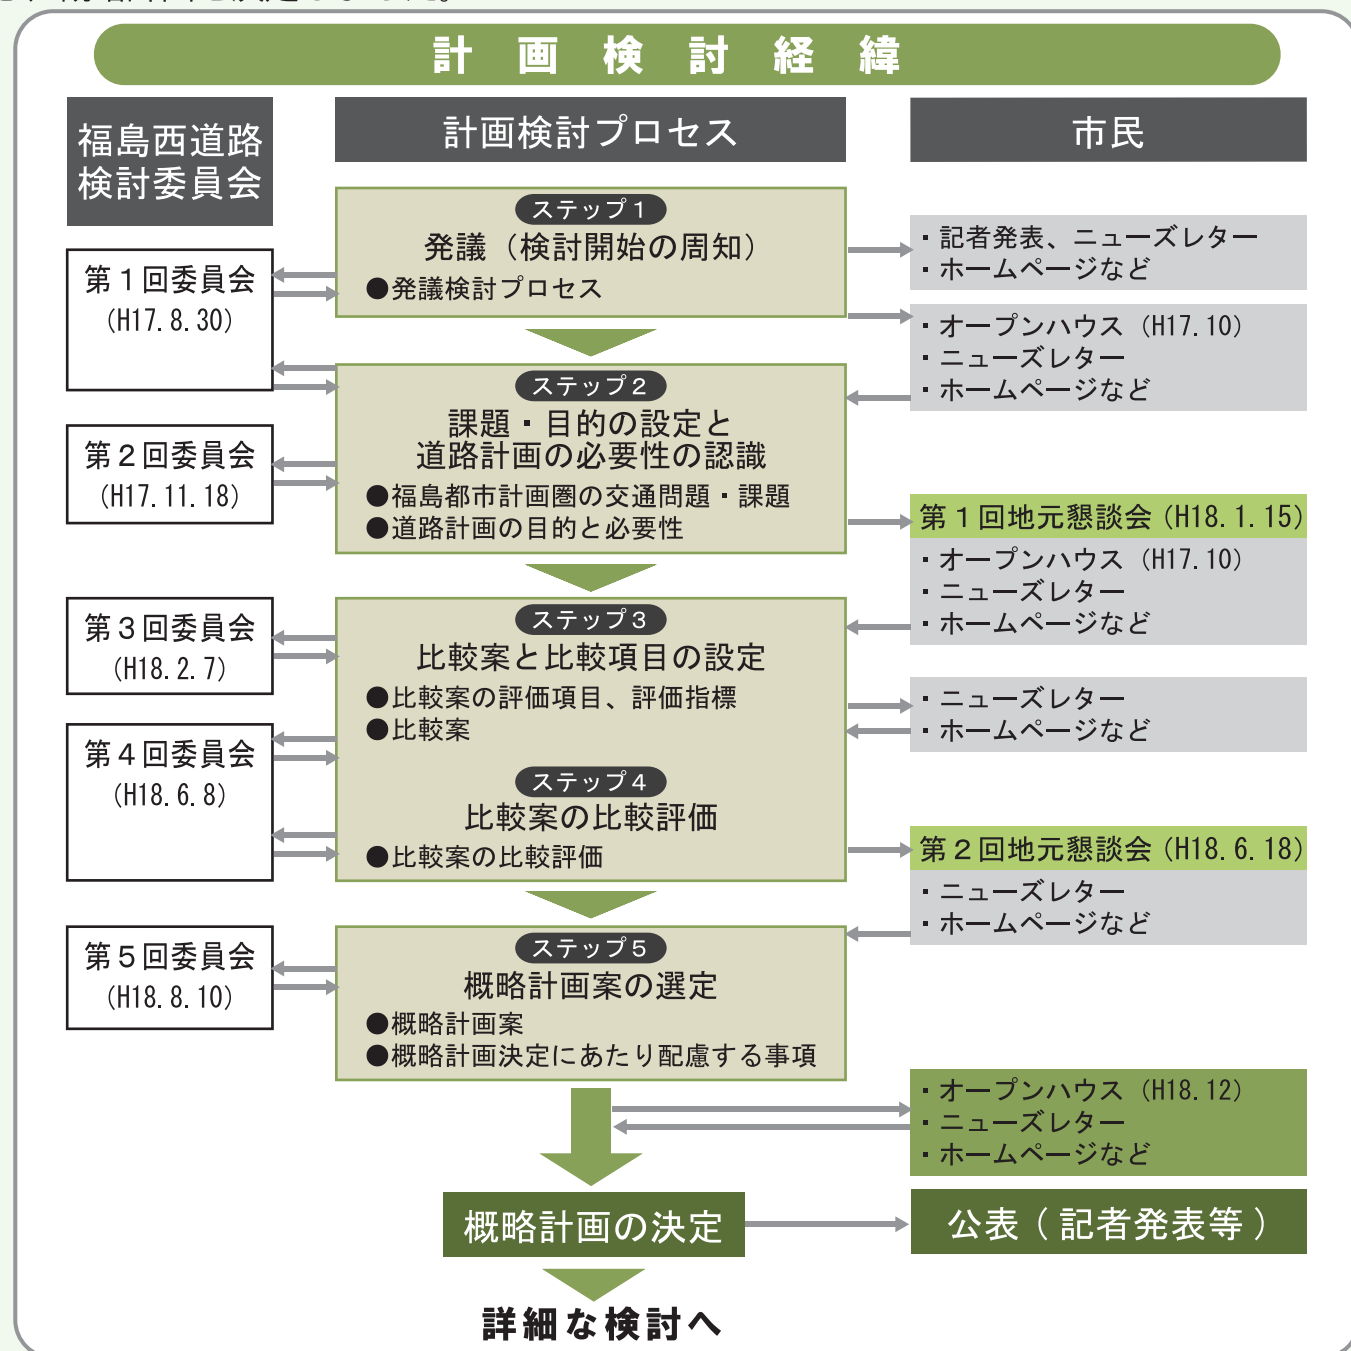 計画検討経緯
福島西道路
検討委員会
第1回委員会
(H17.8.30)
第2回委員会
(H17.11.18)
第3回委員会
(H18.2.7)
第4回委員会
(H18.6.8)
第5回委員会
(H18.8.10)
計画検討プロセス
ステップ1
発議(検討開始の周知)
●発議検討プロセス
ステップ2
課題・目的の設定と
道路計画の必要性の認識
●福島都市計画圏の交通問題・課題
●道路計画の目的と必要性
ステップ3
比較案と比較項目の設定
●比較案の評価項目、評価指標
●比較案
ステップ4
比較案の比較評価
●比較案の比較評価
ステップ5
概略計画案の選定
●概略計画案
●概略計画決定にあたり配慮する事項
概略計画の決定
詳細な検討へ
市民
・記者発表、ニューズレター
・ホームページなど
・オープンハウス(H17.10)
・ニューズレター
・ホームページなど
第1回地元懇談会(H18.1.15)
・オープンハウス(H17.10)
・ニューズレター
・ホームページなど
・ニューズレター
・ホームページなど
第2回地元懇談会(H18.6.18)
・ニューズレター
・ホームページなど
・オープンハウス(H18.12)
・ニューズレター
・ホームページなど
公表(記者発表等)